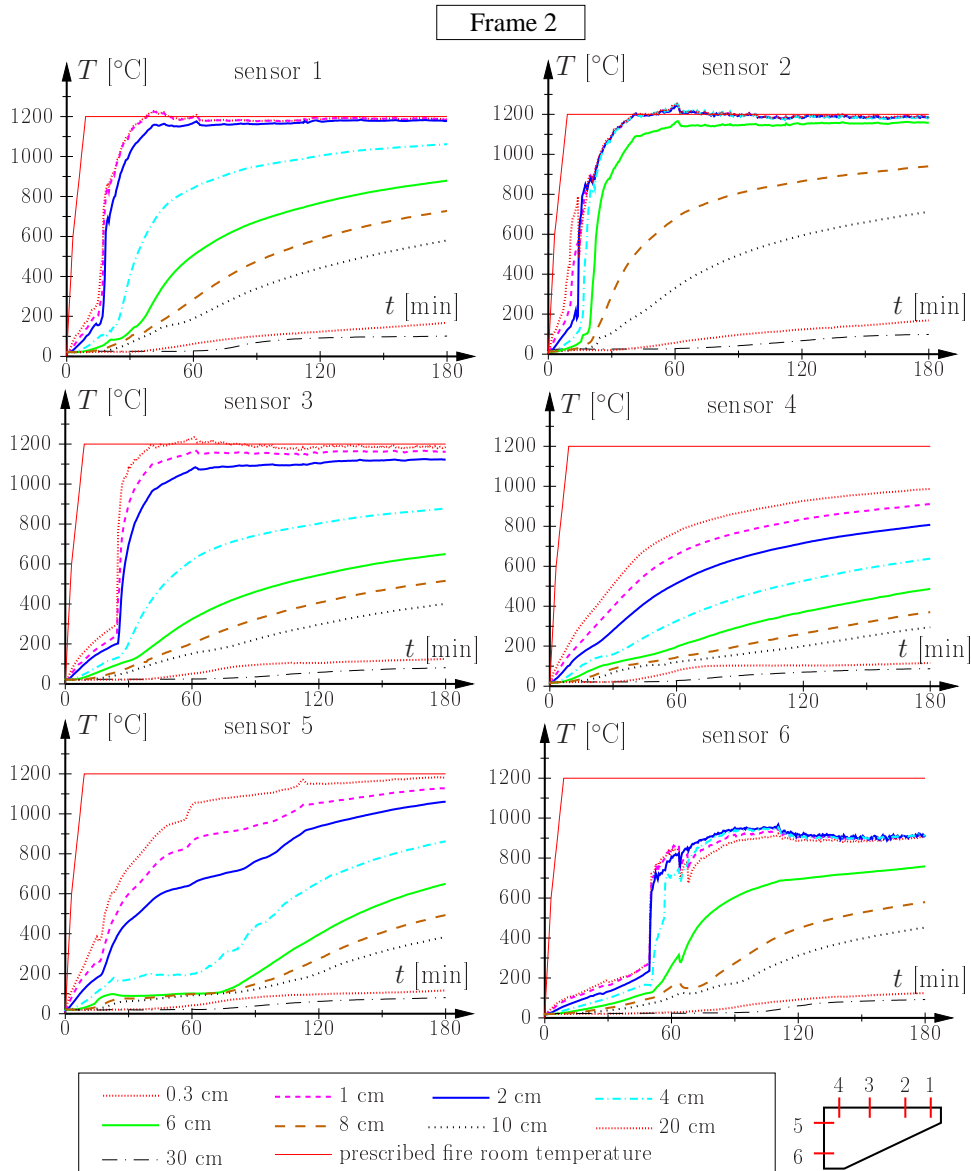 Frame 2
T [°C] sensor 1
1200
1000
800
600
400
200
0
60 120 180
t [min]
T [°C] sensor 2
1200
1000
800
600
400
200
0
0 60 120 180
t [min]
T [°C] sensor 3
1200
1000
800
600
400
200
0
0 60 120 180
t [min]
T [°C] sensor 4
1200
1000
800
600
400
200
0
0 60 120 180
t [min]
T [°C] sensor 5
1200
1000
800
600
400
200
0
0 60 120 180
t [min]
T [°C] sensor 6
1200
1000
800
600
400
200
0
0 60 120 180
t [min]
0.3 cm 1 cm 2 cm 4 cm
6 cm 8 cm 10 cm 20 cm
30 cm prescribed fire room temperature
4 3 2 1
5
6